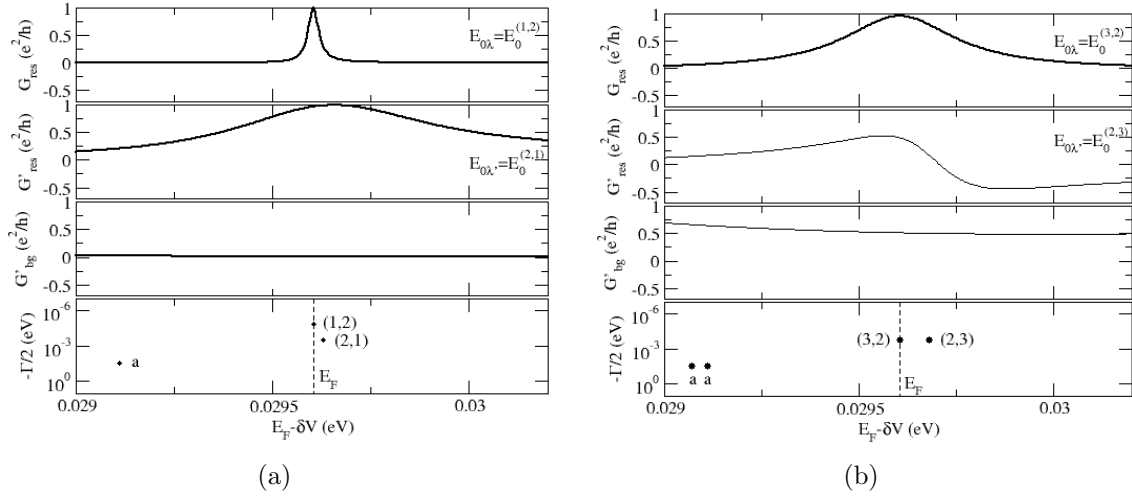 1
0.5
0
-0.5
G_res (e²/h)
E_0λ=E_0^(1,2)
1
0.5
0
-0.5
G'_res (e²/h)
E_0λ'=E_0^(2,1)
1
0.5
0
-0.5
G'_bg (e²/h)
10^-6
10^-3
10^0
-Γ/2 (eV)
(1,2)
(2,1)
a
E_F
0.029
0.0295
0.03
E_F-δV (eV)
(a)
1
0.5
0
-0.5
G_res (e²/h)
E_0λ=E_0^(3,2)
1
0.5
0
-0.5
G'_res (e²/h)
E_0λ'=E_0^(2,3)
1
0.5
0
-0.5
G'_bg (e²/h)
10^-6
10^-3
10^0
-Γ/2 (eV)
(3,2)
(2,3)
a a
E_F
0.029
0.0295
0.03
E_F-δV (eV)
(b)